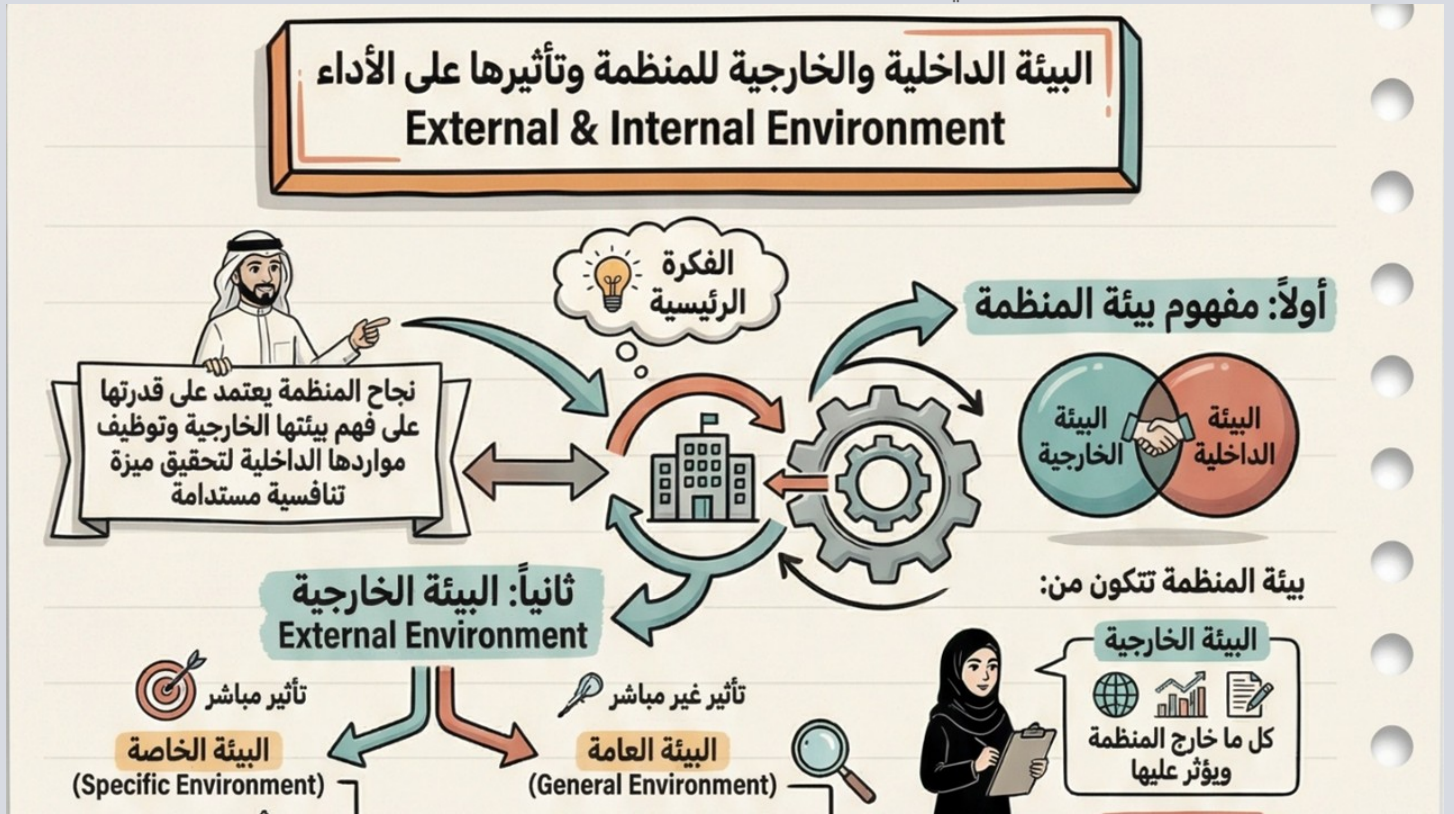 البيئة الداخلية والخارجية للمنظمة وتأثيرها على الأداء
External & Internal Environment
الفكرة
الرئيسية
أولاً: مفهوم بيئة المنظمة
البيئة
الداخلية
البيئة
الخارجية
نجاح المنظمة يعتمد على قدرتها
على فهم بيئتها الخارجية وتوظيف
مواردها الداخلية لتحقيق ميزة
تنافسية مستدامة
بيئة المنظمة تتكون من:
البيئة الخارجية
كل ما خارج المنظمة
ويؤثر عليها
ثانياً: البيئة الخارجية
External Environment
تأثير غير مباشر
البيئة العامة
(General Environment)
تأثير مباشر
البيئة الخاصة
(Specific Environment)